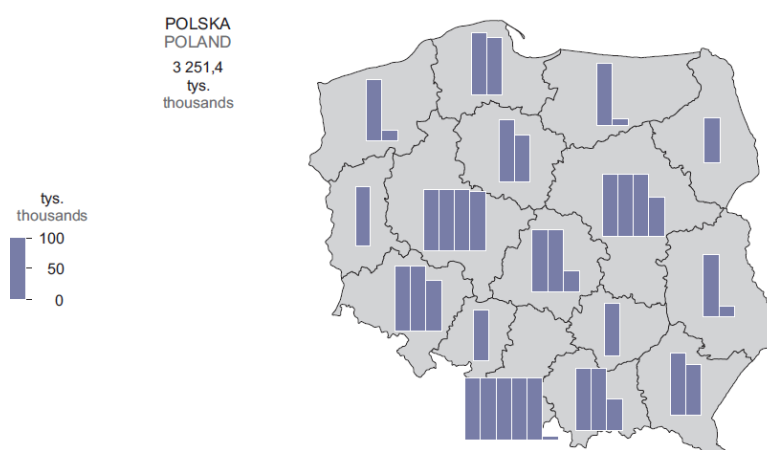 POLSKA
POLAND
3 251,4
tys.
thousands
tys.
thousands
100
50
0